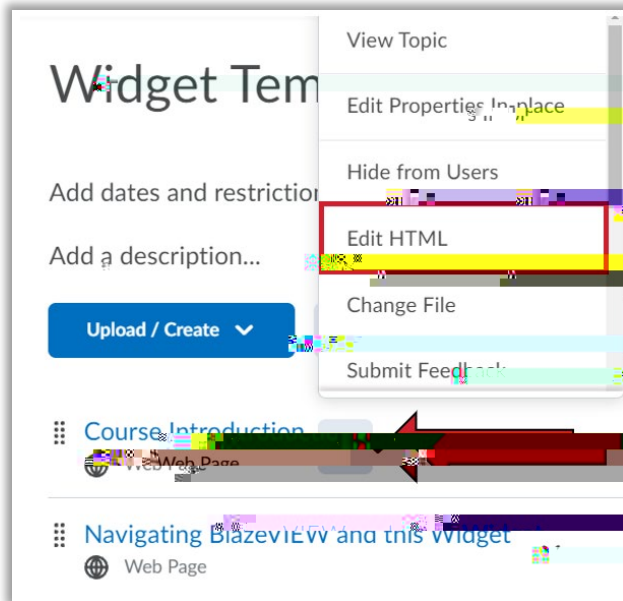 Widget Tem
View Topic
Edit Properties In-place
Hide from Users
Add dates and restriction
Edit HTML
Add a description...
Change File
Upload / Create
Submit Feedback
Course Introduction
Web Page
Navigating BlazeVIEW and this Widget
Web Page